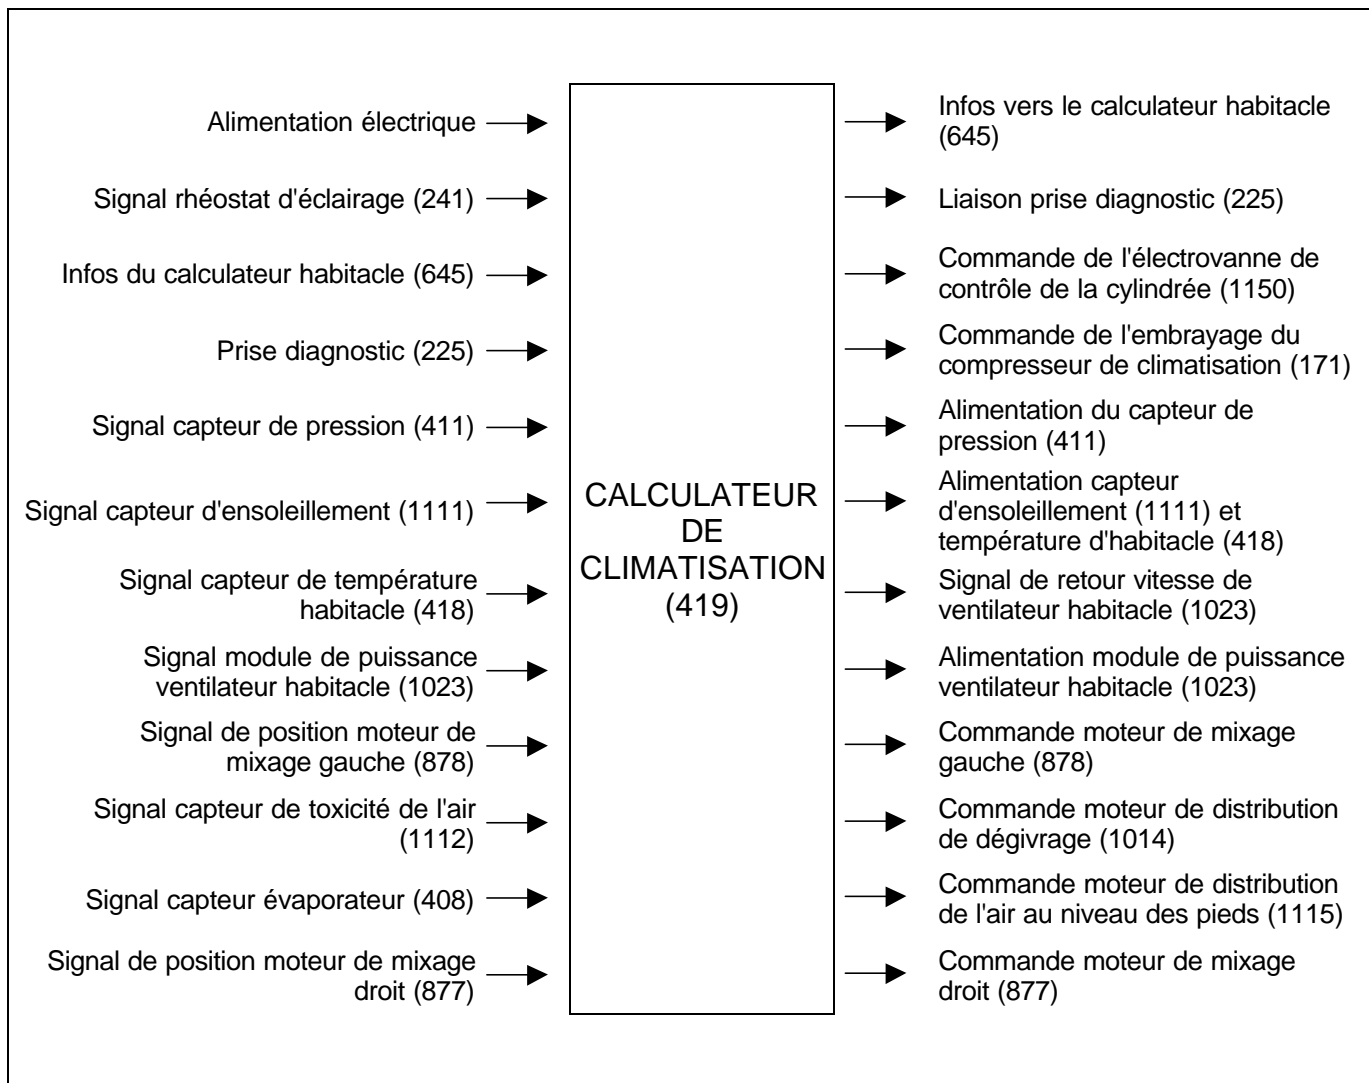 Alimentation électrique
Signal rhéostat d'éclairage (241)
Infos du calculateur habitacle (645)
Prise diagnostic (225)
Signal capteur de pression (411)
Signal capteur d'ensoleillement (1111)
Signal capteur de température
habitacle (418)
Signal module de puissance
ventilateur habitacle (1023)
Signal de position moteur de
mixage gauche (878)
Signal capteur de toxicité de l'air
(1112)
Signal capteur évaporateur (408)
Signal de position moteur de mixage
droit (877)
CALCULATEUR
DE
CLIMATISATION
(419)
Infos vers le calculateur habitacle
(645)
Liaison prise diagnostic (225)
Commande de l'électrovanne de
contrôle de la cylindrée (1150)
Commande de l'embrayage du
compresseur de climatisation (171)
Alimentation du capteur de
pression (411)
Alimentation capteur
d'ensoleillement (1111) et
température d'habitacle (418)
Signal de retour vitesse de
ventilateur habitacle (1023)
Alimentation module de puissance
ventilateur habitacle (1023)
Commande moteur de mixage
gauche (878)
Commande moteur de distribution
de dégivrage (1014)
Commande moteur de distribution
de l'air au niveau des pieds (1115)
Commande moteur de mixage
droit (877)